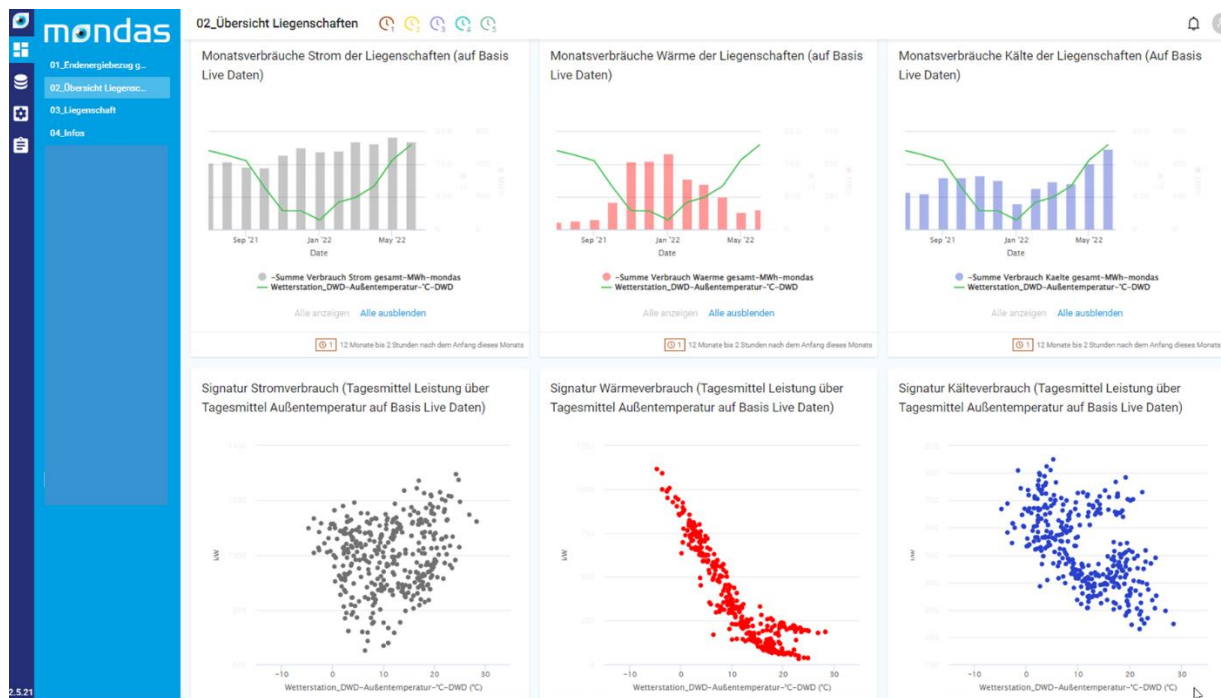 mondas
02_Übersicht Liegenschaften
1
2
3
4
5
01_Endenergiebezug g...
02_Übersicht Liegensc...
03_Liegenschaft
04_Infos
2.5.21
Monatsverbräuche Strom der Liegenschaften (auf Basis
Live Daten)
Sep '21
Jan '22
May '22
Date
-Summe Verbrauch Strom gesamt-MWh-mondas
Wetterstation_DWD-Außentemperatur-°C-DWD
Alle anzeigen Alle ausblenden
1 12 Monate bis 2 Stunden nach dem Anfang dieses Monats
Monatsverbräuche Wärme der Liegenschaften (auf Basis
Live Daten)
Sep '21
Jan '22
May '22
Date
-Summe Verbrauch Waerme gesamt-MWh-mondas
Wetterstation_DWD-Außentemperatur-°C-DWD
Alle anzeigen Alle ausblenden
1 12 Monate bis 2 Stunden nach dem Anfang dieses Monats
Monatsverbräuche Kälte der Liegenschaften (Auf Basis
Live Daten)
Sep '21
Jan '22
May '22
Date
-Summe Verbrauch Kaelte gesamt-MWh-mondas
Wetterstation_DWD-Außentemperatur-°C-DWD
Alle anzeigen Alle ausblenden
1 12 Monate bis 2 Stunden nach dem Anfang dieses Monats
Signatur Stromverbrauch (Tagesmittel Leistung über
Tagesmittel Außentemperatur auf Basis Live Daten)
kW
-10 0 10 20 30
Wetterstation_DWD-Außentemperatur-°C-DWD (°C)
Signatur Wärmeverbrauch (Tagesmittel Leistung über
Tagesmittel Außentemperatur auf Basis Live Daten)
kW
-10 0 10 20 30
Wetterstation_DWD-Außentemperatur-°C-DWD (°C)
Signatur Kälteverbrauch (Tagesmittel Leistung über
Tagesmittel Außentemperatur auf Basis Live Daten)
kW
-10 0 10 20 30
Wetterstation_DWD-Außentemperatur-°C-DWD (°C)